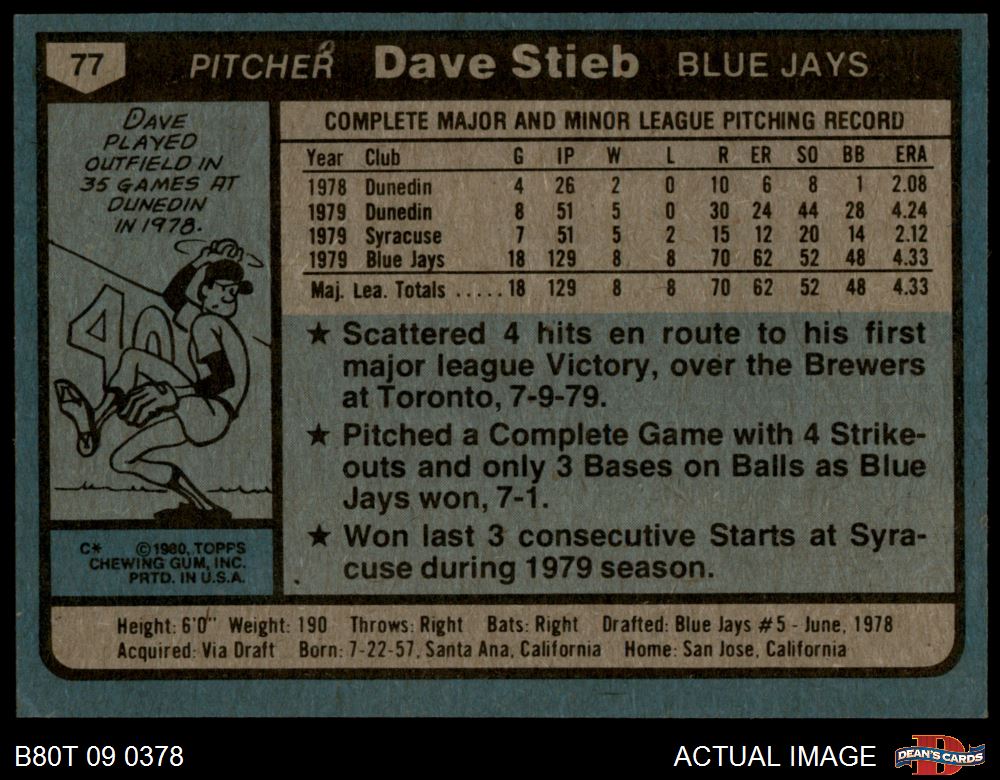 77
PITCHER Dave Stieb BLUE JAYS
DAVE
PLAYED
OUTFIELD IN
35 GAMES AT
DUNEDIN
IN 1978.
40
C* ©1980, TOPPS
CHEWING GUM, INC.
PRTD. IN U.S.A.
COMPLETE MAJOR AND MINOR LEAGUE PITCHING RECORD
Year Club G IP W L R ER SO BB ERA
1978 Dunedin 4 26 2 0 10 6 8 1 2.08
1979 Dunedin 8 51 5 0 30 24 44 28 4.24
1979 Syracuse 7 51 5 2 15 12 20 14 2.12
1979 Blue Jays 18 129 8 8 70 62 52 48 4.33
Maj. Lea. Totals .....18 129 8 8 70 62 52 48 4.33
★ Scattered 4 hits en route to his first
major league Victory, over the Brewers
at Toronto, 7-9-79.
★ Pitched a Complete Game with 4 Strike-
outs and only 3 Bases on Balls as Blue
Jays won, 7-1.
★ Won last 3 consecutive Starts at Syra-
cuse during 1979 season.
Height: 6'0" Weight: 190 Throws: Right Bats: Right Drafted: Blue Jays #5 - June, 1978
Acquired: Via Draft Born: 7-22-57, Santa Ana, California Home: San Jose, California
B80T 09 0378 ACTUAL IMAGE
D
DEAN'S CARDS